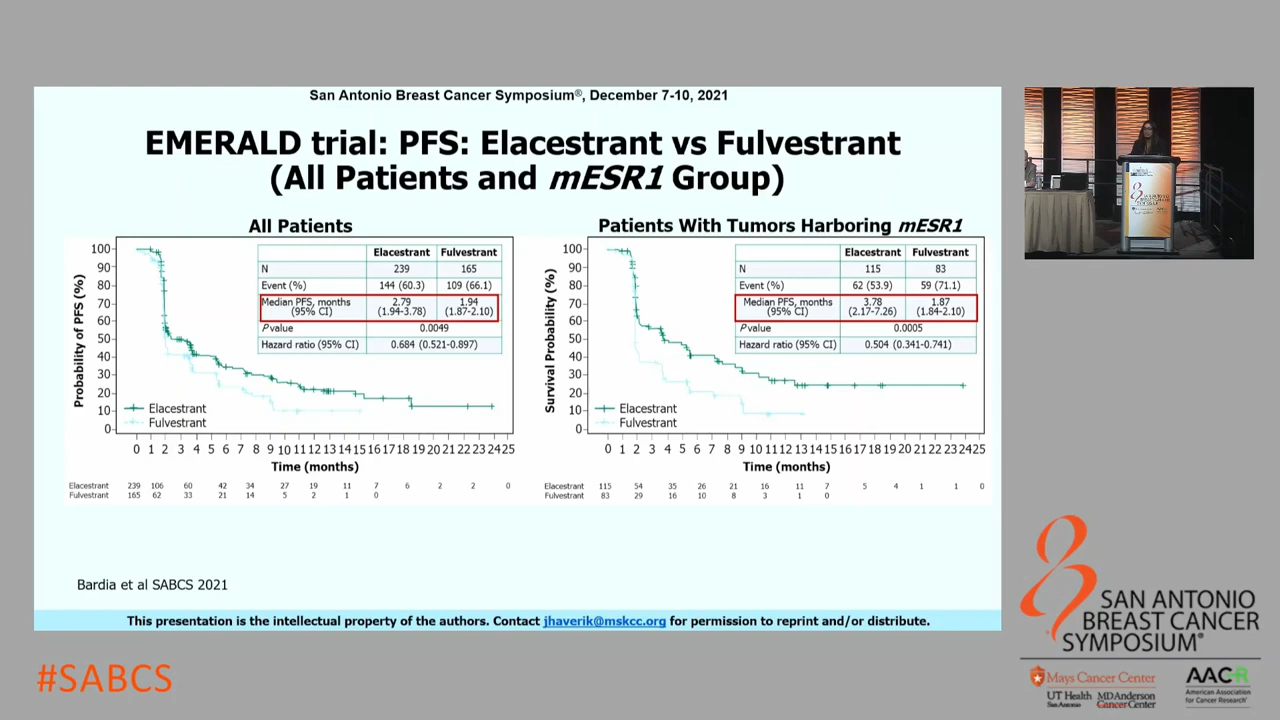 San Antonio Breast Cancer Symposium®, December 7-10, 2021
EMERALD trial: PFS: Elacestrant vs Fulvestrant
(All Patients and mESR1 Group)
All Patients
Probability of PFS (%)
100
90
80
70
60
50
40
30
20
10
0
Elacestrant Fulvestrant
N 239 165
Event (%) 144 (60.3) 109 (66.1)
Median PFS, months 2.79 1.94
(95% CI) (1.94-3.78) (1.87-2.10)
P value 0.0049
Hazard ratio (95% CI) 0.684 (0.521-0.897)
Elacestrant
Fulvestrant
0 1 2 3 4 5 6 7 8 9 10 11 12 13 14 15 16 17 18 19 20 21 22 23 24 25
Time (months)
Elacestrant 239 106 60 42 34 27 19 11 7 6 2 2 0
Fulvestrant 165 62 33 21 14 5 2 1 0
Patients With Tumors Harboring mESR1
Survival Probability (%)
100
90
80
70
60
50
40
30
20
10
0
Elacestrant Fulvestrant
N 115 83
Event (%) 62 (53.9) 59 (71.1)
Median PFS, months 3.78 1.87
(95% CI) (2.17-7.26) (1.84-2.10)
P value 0.0005
Hazard ratio (95% CI) 0.504 (0.341-0.741)
Elacestrant
Fulvestrant
0 1 2 3 4 5 6 7 8 9 10 11 12 13 14 15 16 17 18 19 20 21 22 23 24 25
Time (months)
Elacestrant 115 54 35 26 21 16 11 7 5 4 1 1 0
Fulvestrant 83 29 16 10 8 3 1 0
Bardia et al SABCS 2021
This presentation is the intellectual property of the authors. Contact jhaverik@mskcc.org for permission to reprint and/or distribute.
#SABCS
SAN ANTONIO
BREAST CANCER
SYMPOSIUM®
Mays Cancer Center
UT Health
San Antonio
MD Anderson
Cancer Center
AACR
American Association
for Cancer Research®